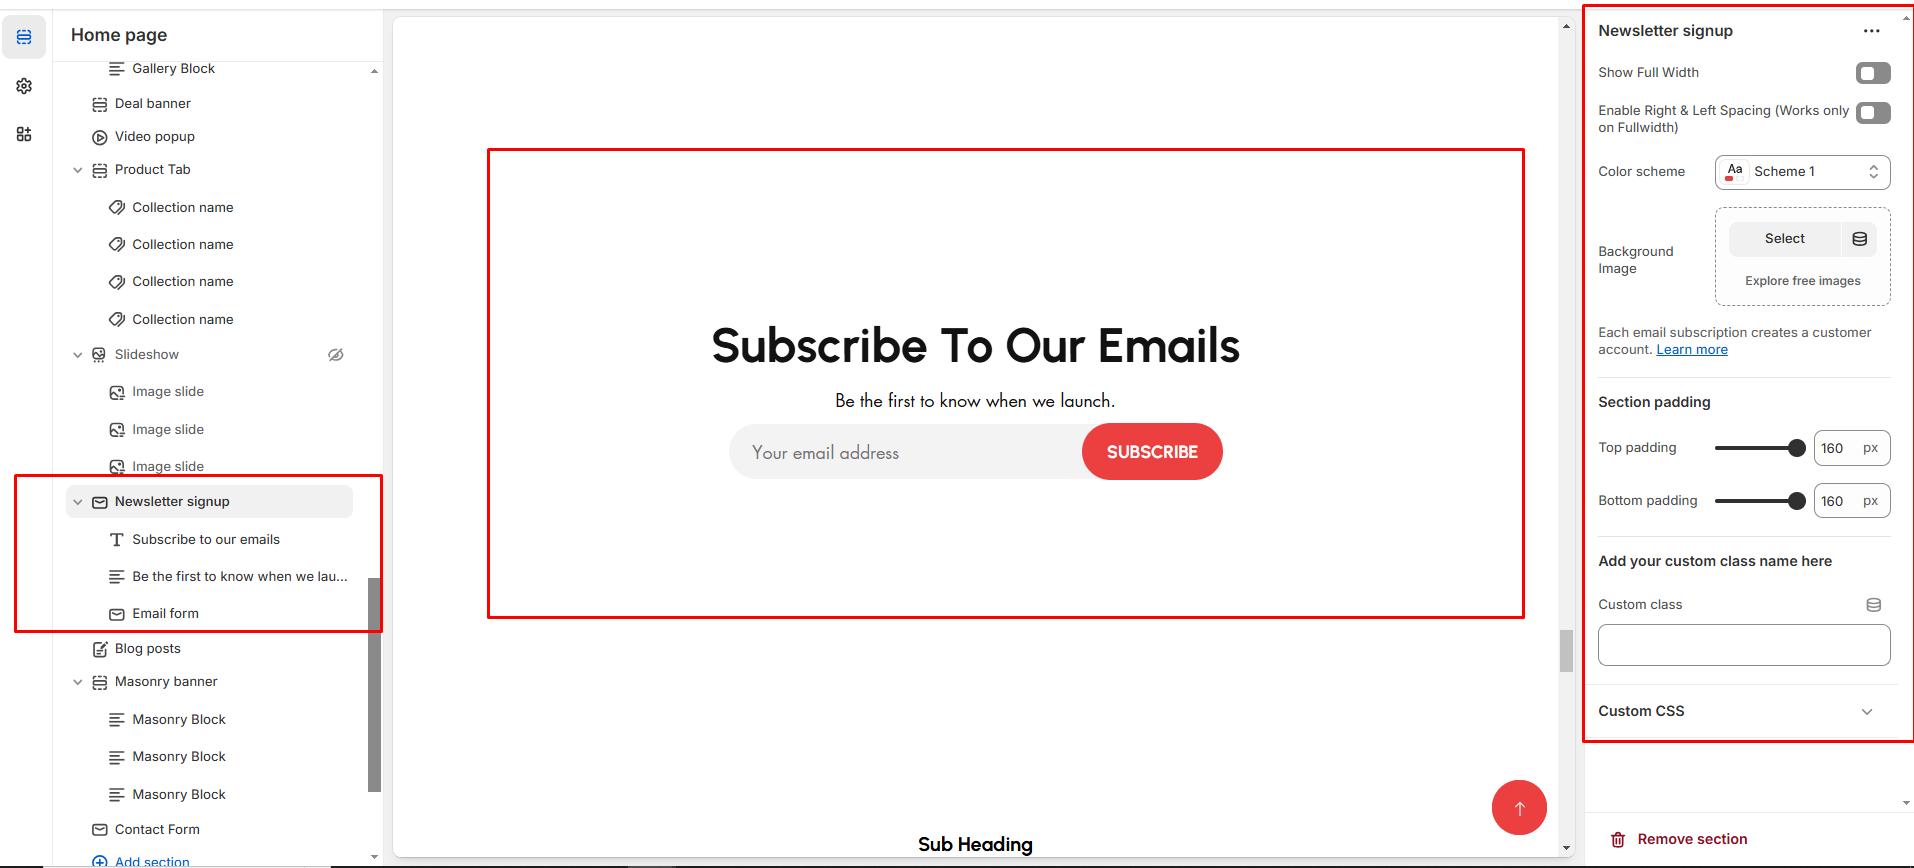 Home page
Gallery Block
Deal banner
Video popup
Product Tab
Collection name
Collection name
Collection name
Collection name
Slideshow
Image slide
Image slide
Image slide
Newsletter signup
Subscribe to our emails
Be the first to know when we lau...
Email form
Blog posts
Masonry banner
Masonry Block
Masonry Block
Masonry Block
Contact Form
Add section
Subscribe To Our Emails
Be the first to know when we launch.
Your email address
SUBSCRIBE
Sub Heading
Newsletter signup
Show Full Width
Enable Right & Left Spacing (Works only
on Fullwidth)
Color scheme
Aa
Scheme 1
Background
Image
Select
Explore free images
Each email subscription creates a customer
account. Learn more
Section padding
Top padding
160 px
Bottom padding
160 px
Add your custom class name here
Custom class
Custom CSS
Remove section